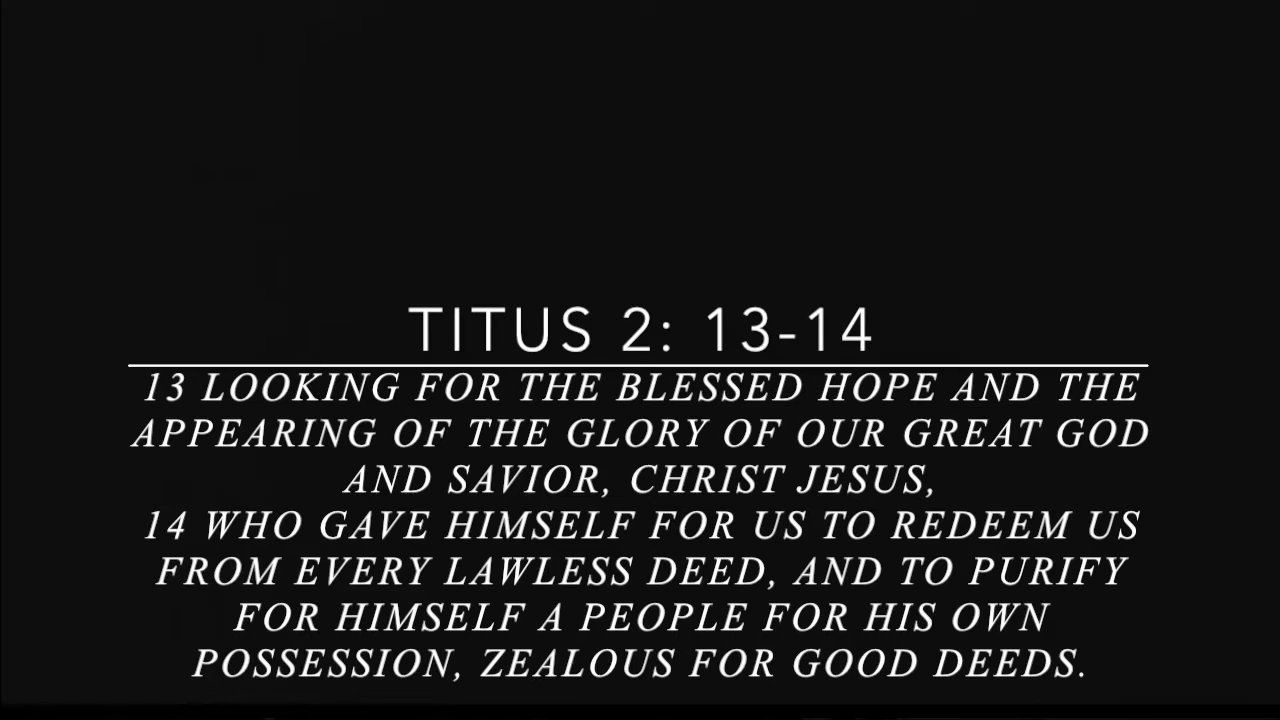 TITUS 2: 13-14
13 LOOKING FOR THE BLESSED HOPE AND THE
APPEARING OF THE GLORY OF OUR GREAT GOD
AND SAVIOR, CHRIST JESUS,
14 WHO GAVE HIMSELF FOR US TO REDEEM US
FROM EVERY LAWLESS DEED, AND TO PURIFY
FOR HIMSELF A PEOPLE FOR HIS OWN
POSSESSION, ZEALOUS FOR GOOD DEEDS.